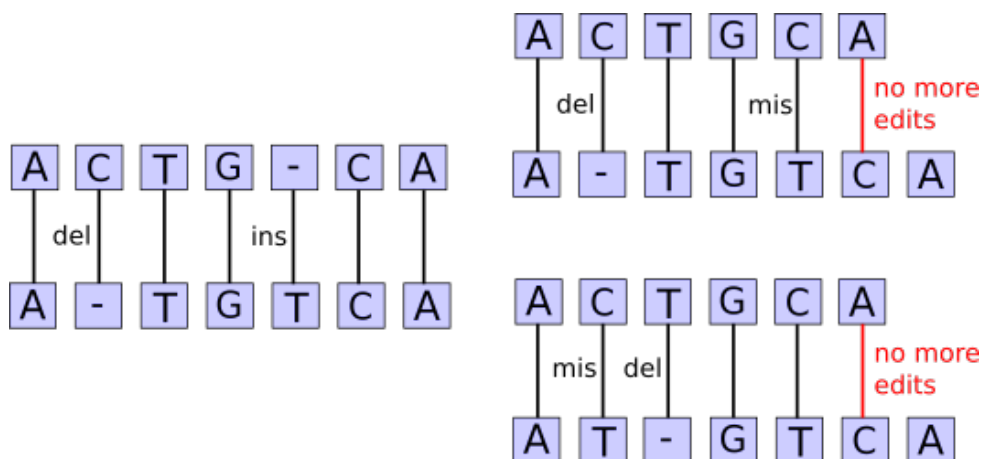 A C T G - C A
del ins
A - T G T C A
A C T G C A
del mis no more
edits
A - T G T C A
A C T G C A
mis del no more
edits
A T - G T C A